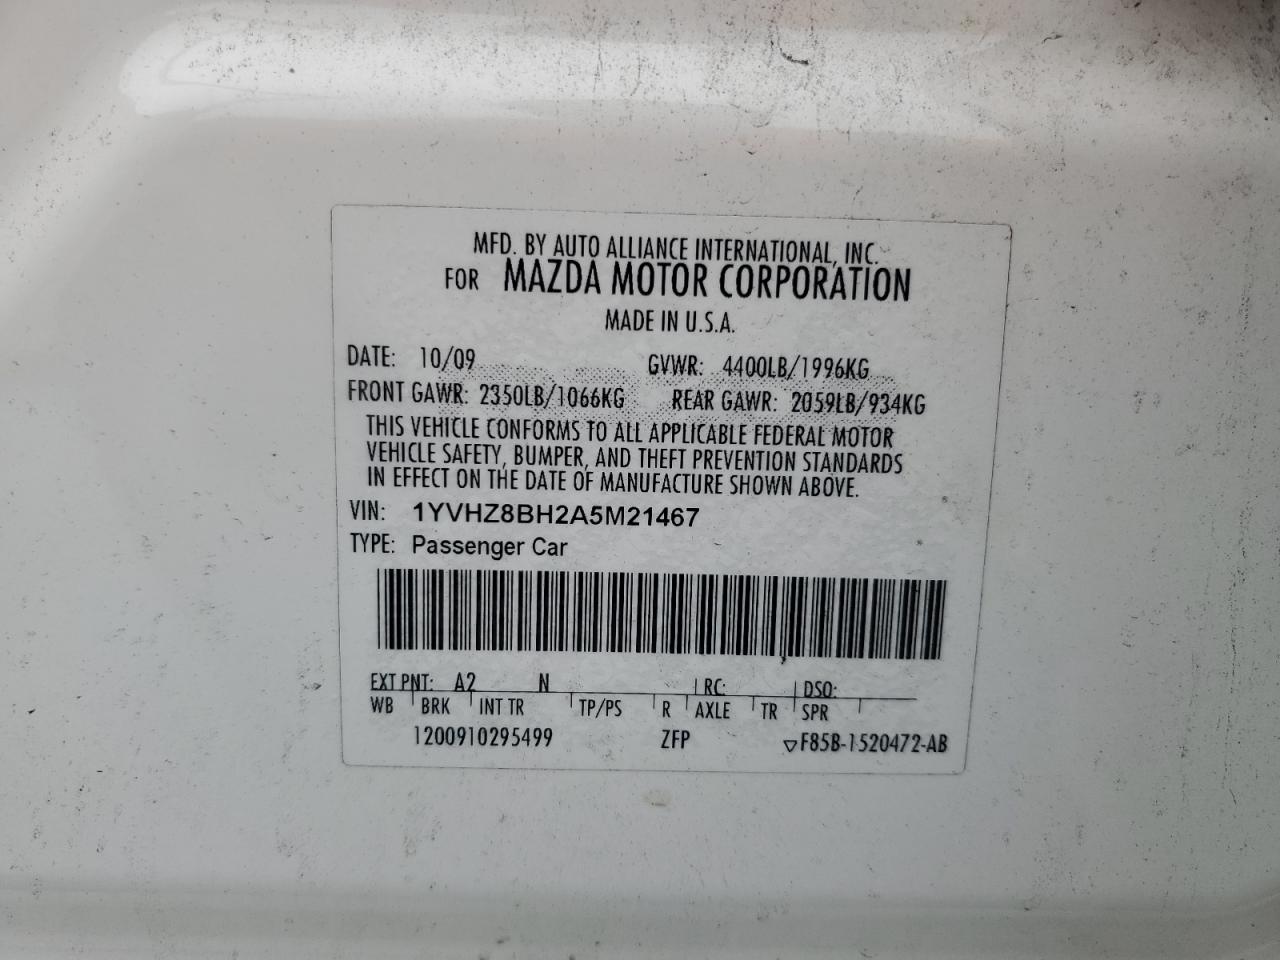 MFD. BY AUTO ALLIANCE INTERNATIONAL, INC.
FOR MAZDA MOTOR CORPORATION
MADE IN U.S.A.
DATE: 10/09 GVWR: 4400LB/1996KG
FRONT GAWR: 2350LB/1066KG REAR GAWR: 2059LB/934KG
THIS VEHICLE CONFORMS TO ALL APPLICABLE FEDERAL MOTOR
VEHICLE SAFETY, BUMPER, AND THEFT PREVENTION STANDARDS
IN EFFECT ON THE DATE OF MANUFACTURE SHOWN ABOVE.
VIN: 1YVHZ8BH2A5M21467
TYPE: Passenger Car
EXT PNT: A2 N RC: DSO:
WB BRK INT TR TP/PS R AXLE TR SPR
1200910295499 ZFP ▽F85B-1520472-AB